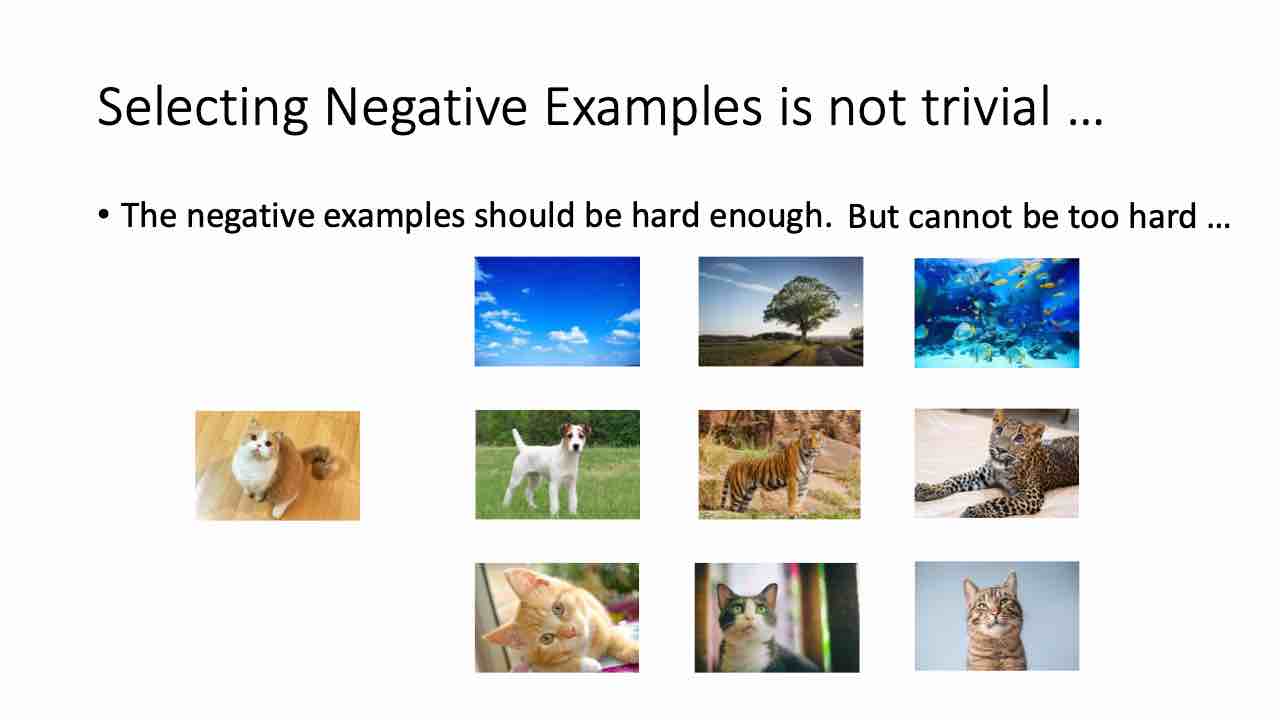 Selecting Negative Examples is not trivial …
• The negative examples should be hard enough. But cannot be too hard …